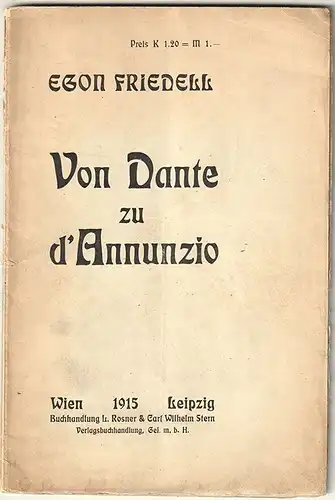 Preis K 1.20 = M 1.—
EGON FRIEDELL
Von Dante
zu
d'Annunzio
Wien 1915 Leipzig
Buchhandlung L. Rosner & Carl Wilhelm Stern
Verlagsbuchhandlung, Gel. m. b. H.